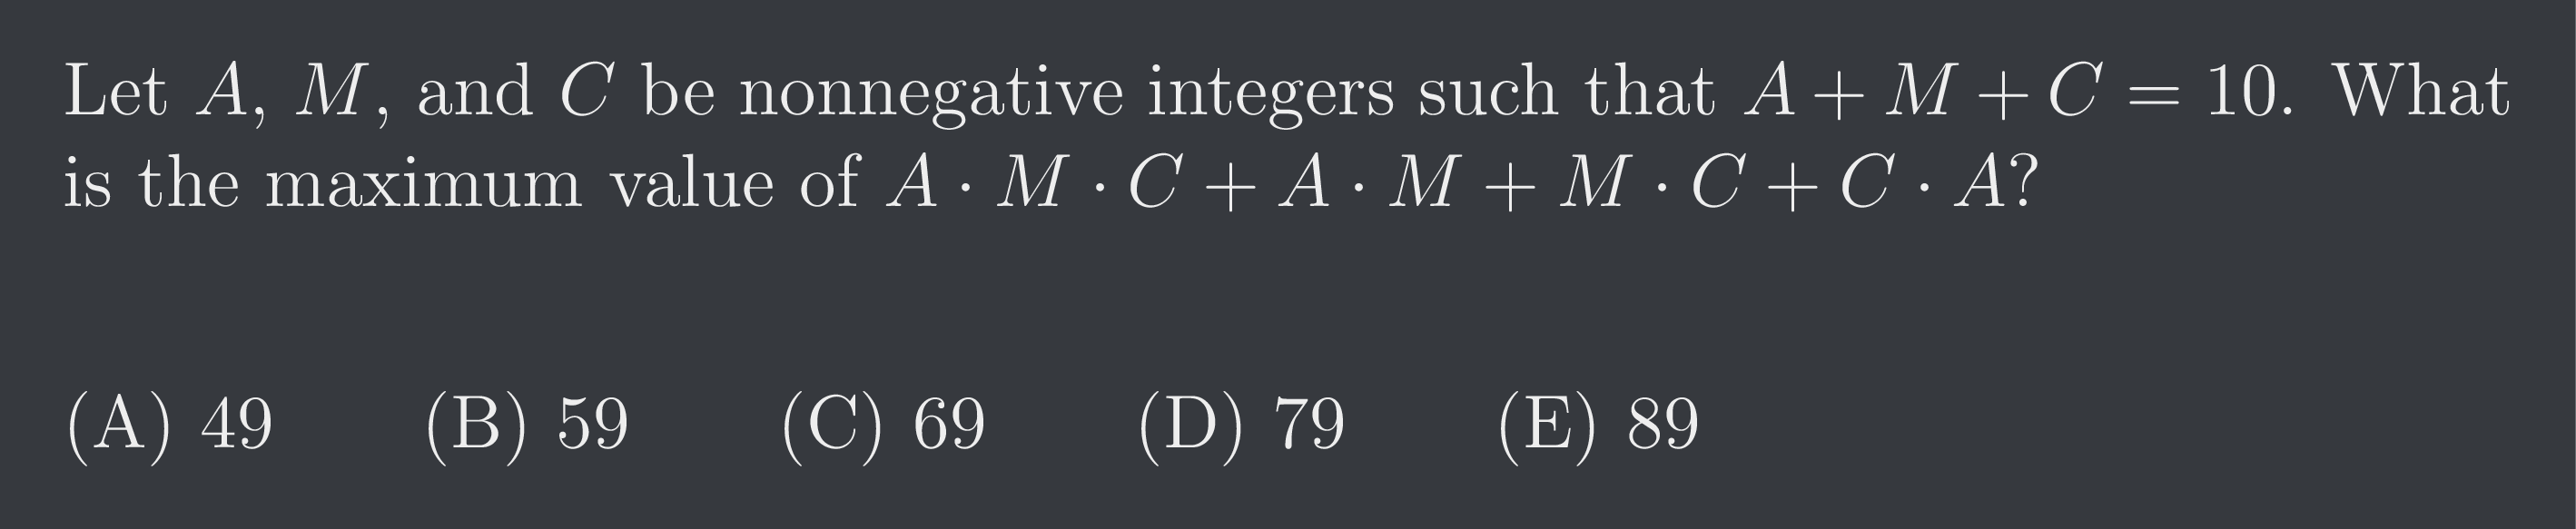 Let A, M, and C be nonnegative integers such that A + M + C = 10. What
is the maximum value of A · M · C + A · M + M · C + C · A?
(A) 49 (B) 59 (C) 69 (D) 79 (E) 89